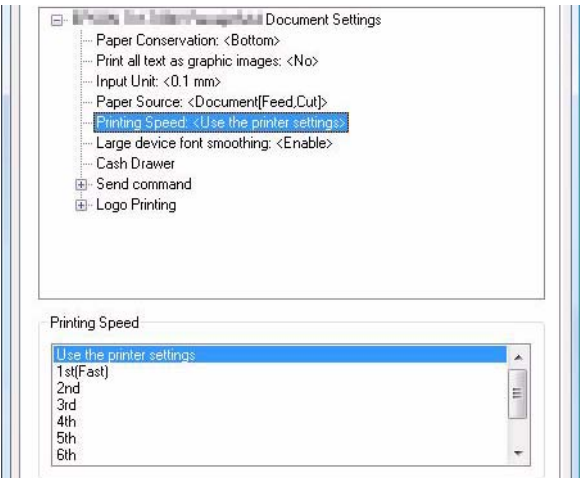 Document Settings
Paper Conservation: <Bottom>
Print all text as graphic images: <No>
Input Unit: <0.1 mm>
Paper Source: <Document[Feed,Cut]>
Printing Speed: <Use the printer settings>
Large device font smoothing: <Enable>
Cash Drawer
Send command
Logo Printing
Printing Speed
Use the printer settings
1st(Fast)
2nd
3rd
4th
5th
6th